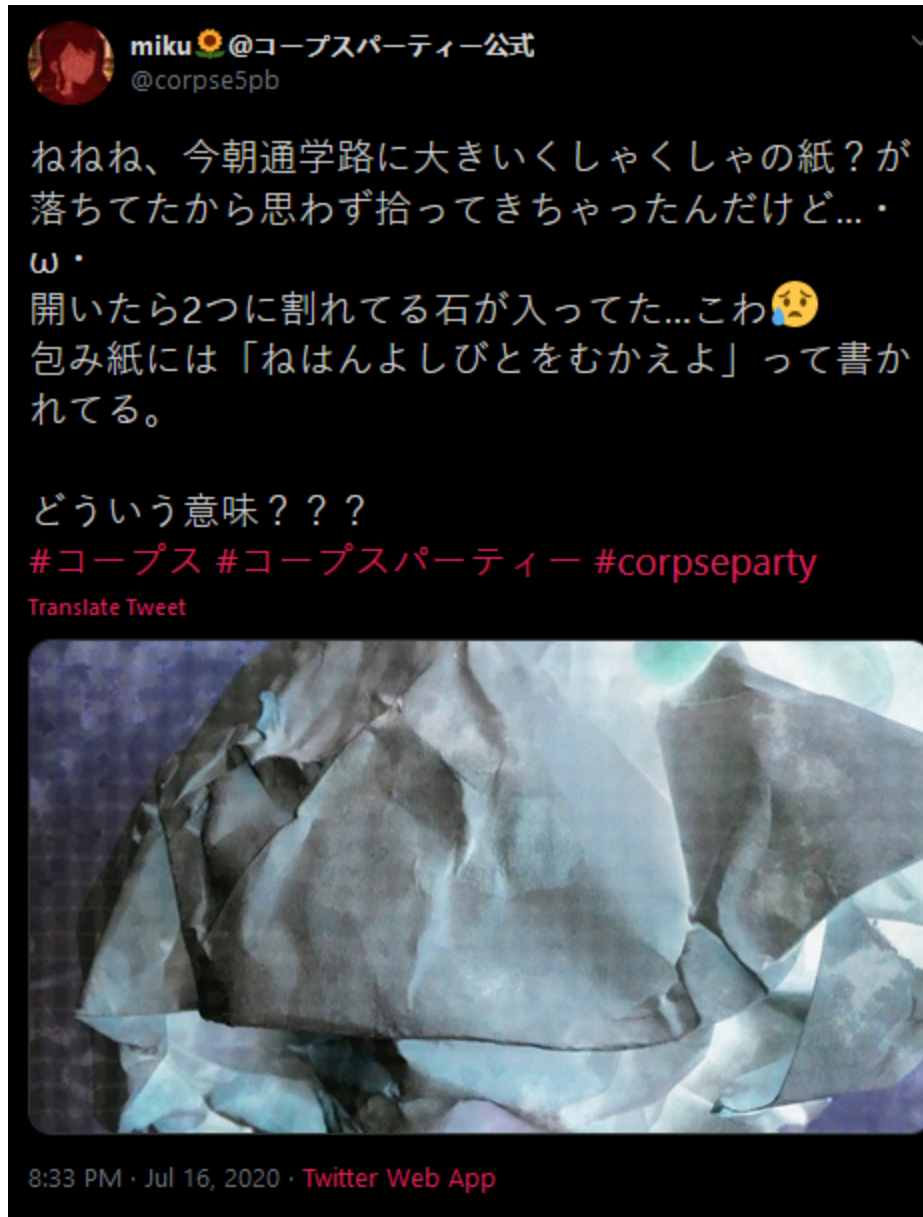 miku🌻@コープスパーティー公式
@corpse5pb
ねねね、今朝通学路に大きいくしゃくしゃの紙？が
落ちてたから思わず拾ってきちゃったんだけど...・
ω・
開いたら2つに割れてる石が入ってた...こわ😥
包み紙には「ねはんよしびとをむかえよ」って書か
れてる。
どういう意味？？？
#コープス #コープスパーティー #corpseparty
Translate Tweet
8:33 PM · Jul 16, 2020 · Twitter Web App